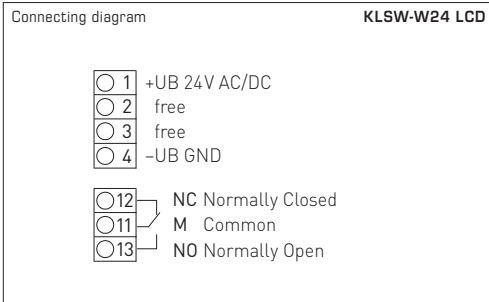 Connecting diagram KLSW-W24 LCD
1 +UB 24V AC/DC
2 free
3 free
4 –UB GND
12 NC Normally Closed
11 M Common
13 NO Normally Open